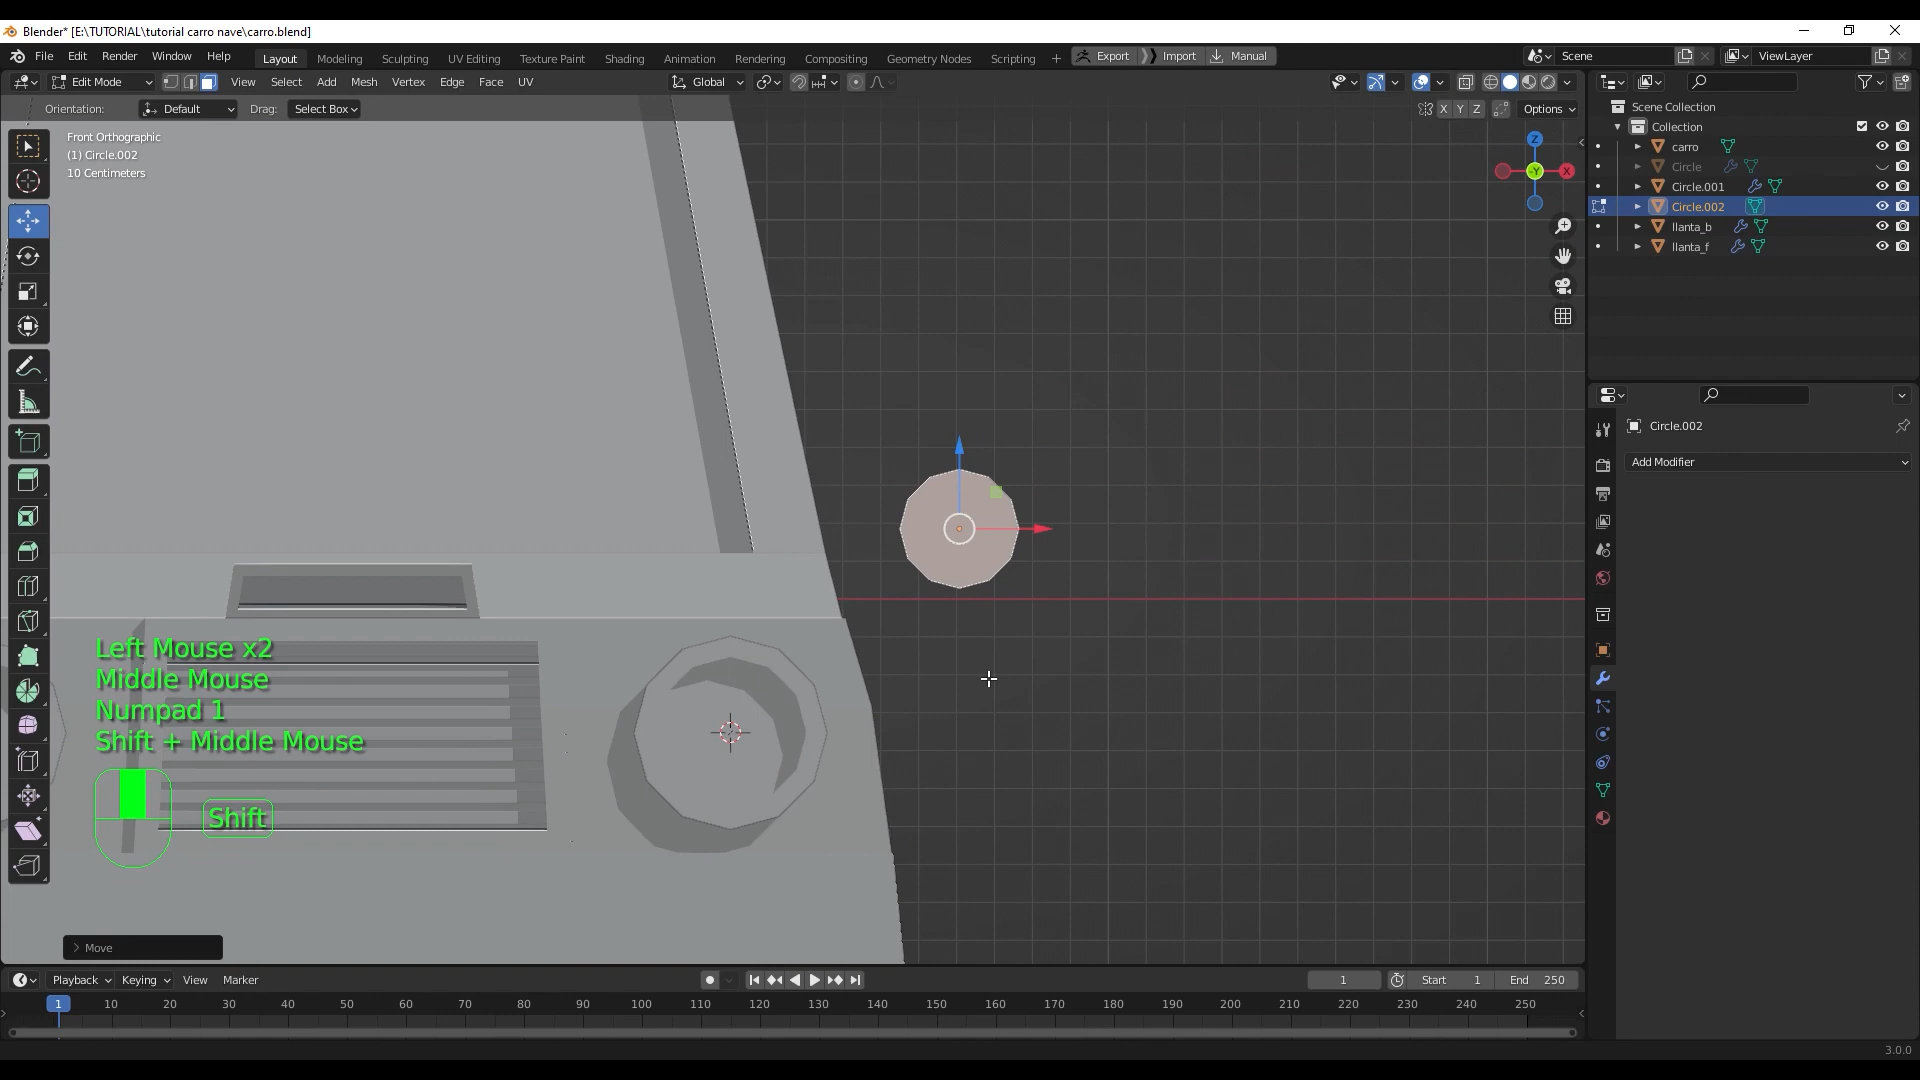 Blender* [E:\TUTORIAL\tutorial carro nave\carro.blend]
File Edit Render Window Help Layout Modeling Sculpting UV Editing Texture Paint Shading Animation Rendering Compositing Geometry Nodes Scripting + Export Import Manual Scene ViewLayer
Edit Mode View Select Add Mesh Vertex Edge Face UV Global
Orientation: Default Drag: Select Box X Y Z Options
Front Orthographic
(1) Circle.002
10 Centimeters
Z
-Y X
Scene Collection
Collection
carro
Circle
Circle.001
Circle.002
llanta_b
llanta_f
Circle.002
Add Modifier
Left Mouse x2
Middle Mouse
Numpad 1
Shift + Middle Mouse
Shift
Move
Playback Keying View Marker 1 Start 1 End 250
1 10 20 30 40 50 60 70 80 90 100 110 120 130 140 150 160 170 180 190 200 210 220 230 240 250
3.0.0